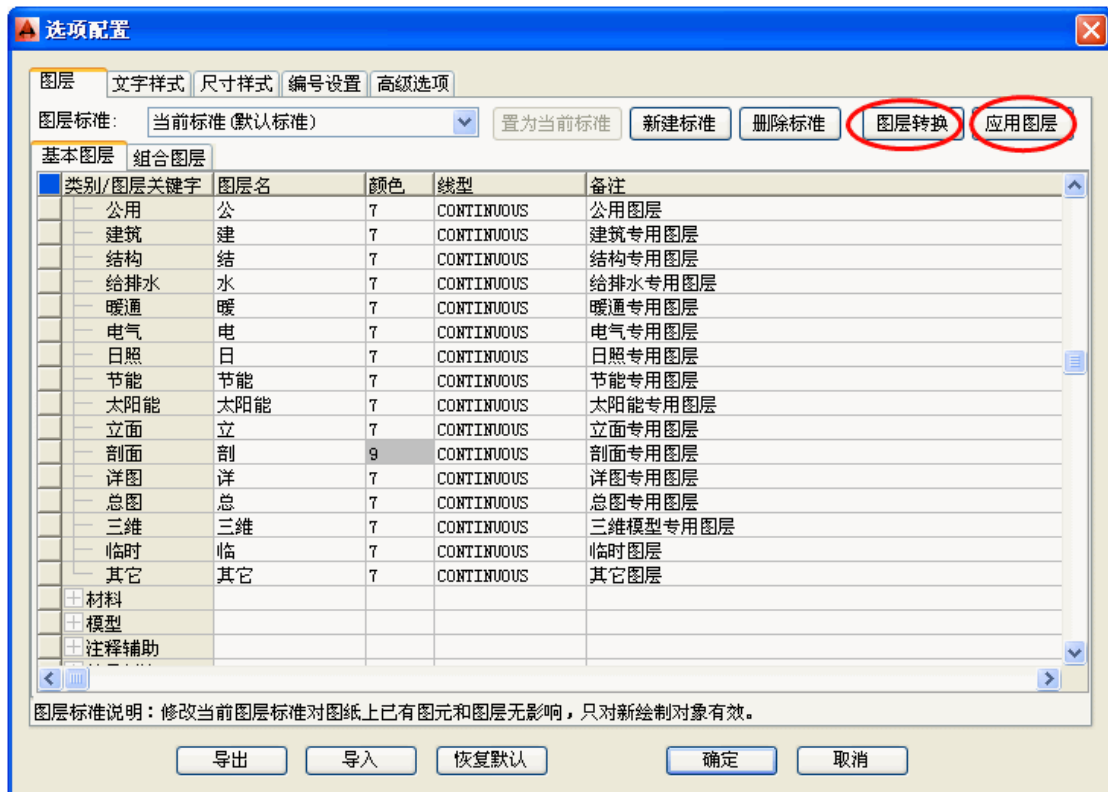 选项配置
图层 文字样式 尺寸样式 编号设置 高级选项
图层标准: 当前标准(默认标准) 置为当前标准 新建标准 删除标准 图层转换 应用图层
基本图层 组合图层
类别/图层关键字 图层名 颜色 线型 备注
公用 公 7 CONTINUOUS 公用图层
建筑 建 7 CONTINUOUS 建筑专用图层
结构 结 7 CONTINUOUS 结构专用图层
给排水 水 7 CONTINUOUS 给排水专用图层
暖通 暖 7 CONTINUOUS 暖通专用图层
电气 电 7 CONTINUOUS 电气专用图层
日照 日 7 CONTINUOUS 日照专用图层
节能 节能 7 CONTINUOUS 节能专用图层
太阳能 太阳能 7 CONTINUOUS 太阳能专用图层
立面 立 7 CONTINUOUS 立面专用图层
剖面 剖 9 CONTINUOUS 剖面专用图层
详图 详 7 CONTINUOUS 详图专用图层
总图 总 7 CONTINUOUS 总图专用图层
三维 三维 7 CONTINUOUS 三维模型专用图层
临时 临 7 CONTINUOUS 临时图层
其它 其它 7 CONTINUOUS 其它图层
材料
模型
注释辅助
图层标准说明：修改当前图层标准对图纸上已有图元和图层无影响，只对新绘制对象有效。
导出 导入 恢复默认 确定 取消